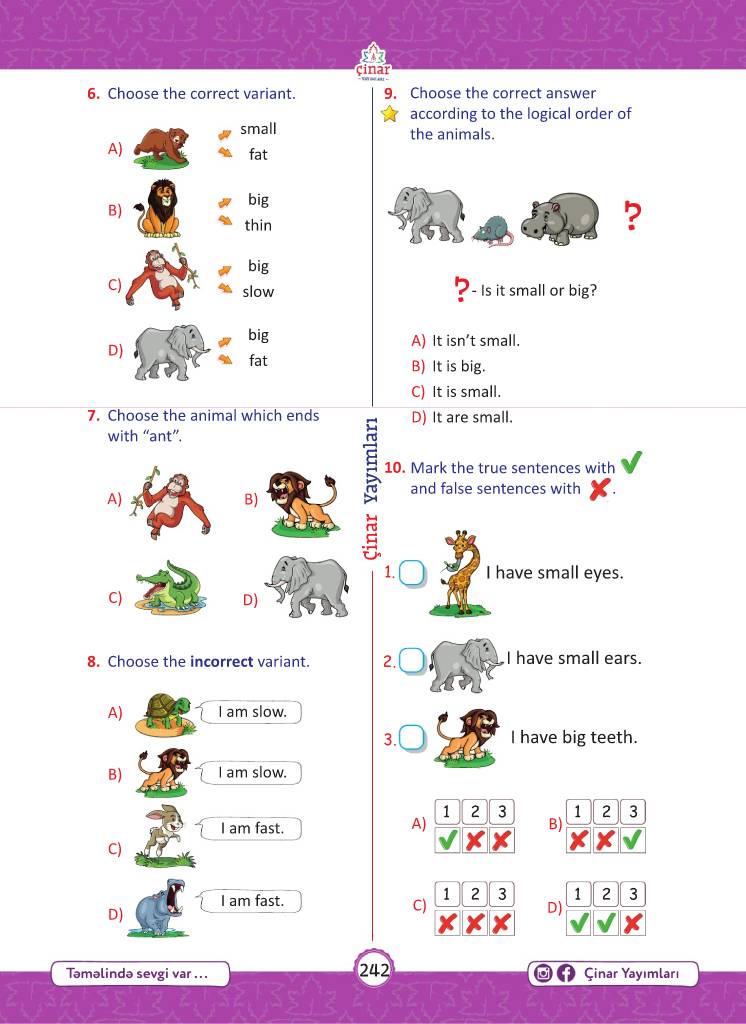 çinar
YAYIMLARI
6. Choose the correct variant.
A)
small
fat
B)
big
thin
C)
big
slow
D)
big
fat
7. Choose the animal which ends
with “ant”.
A)
B)
C)
D)
8. Choose the incorrect variant.
A)
I am slow.
B)
I am slow.
C)
I am fast.
D)
I am fast.
Çinar Yayımları
9. Choose the correct answer
according to the logical order of
the animals.
?
? - Is it small or big?
A) It isn’t small.
B) It is big.
C) It is small.
D) It are small.
10. Mark the true sentences with ✓
and false sentences with ✗.
1. I have small eyes.
2. I have small ears.
3. I have big teeth.
A) 1 2 3
✓ ✗ ✗
B) 1 2 3
✗ ✗ ✓
C) 1 2 3
✗ ✗ ✗
D) 1 2 3
✓ ✓ ✗
Təməlində sevgi var...
242
Çinar Yayımları